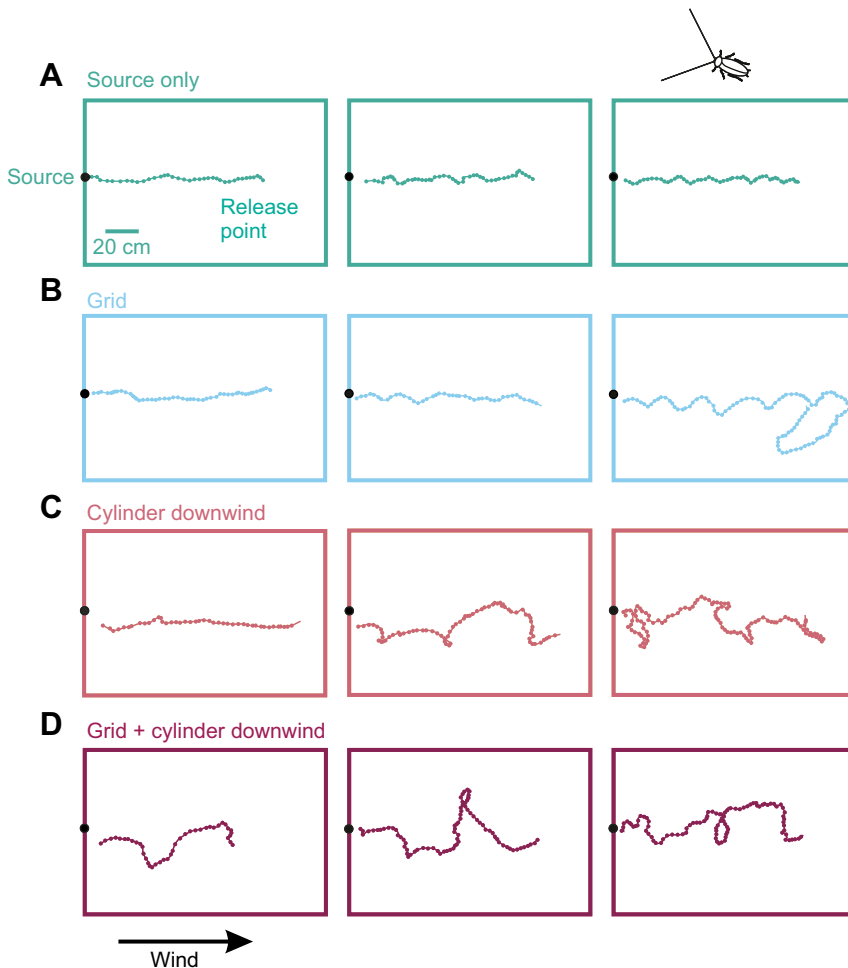 A
Source only
Source
Release
point
20 cm
B
Grid
C
Cylinder downwind
D
Grid + cylinder downwind
Wind